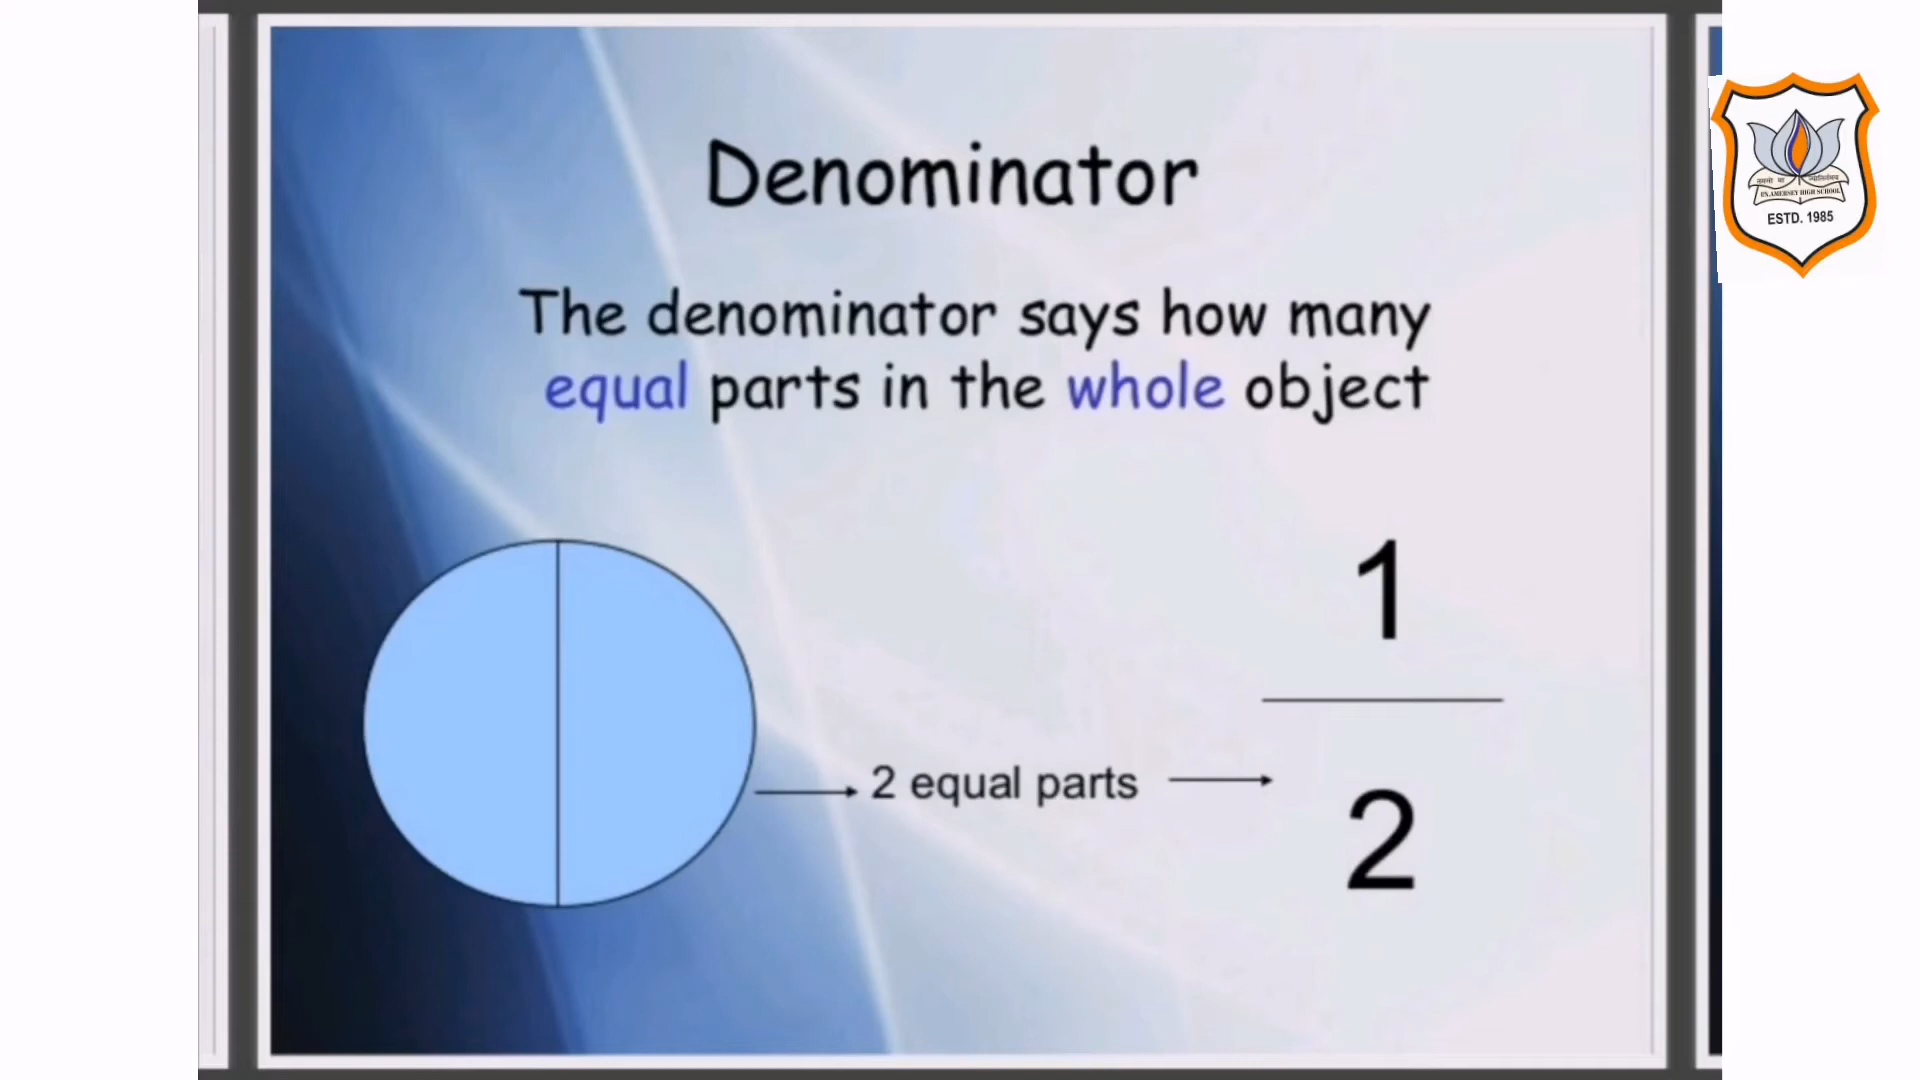 Denominator
The denominator says how many
equal parts in the whole object
1
2 equal parts
2
ESTD. 1985